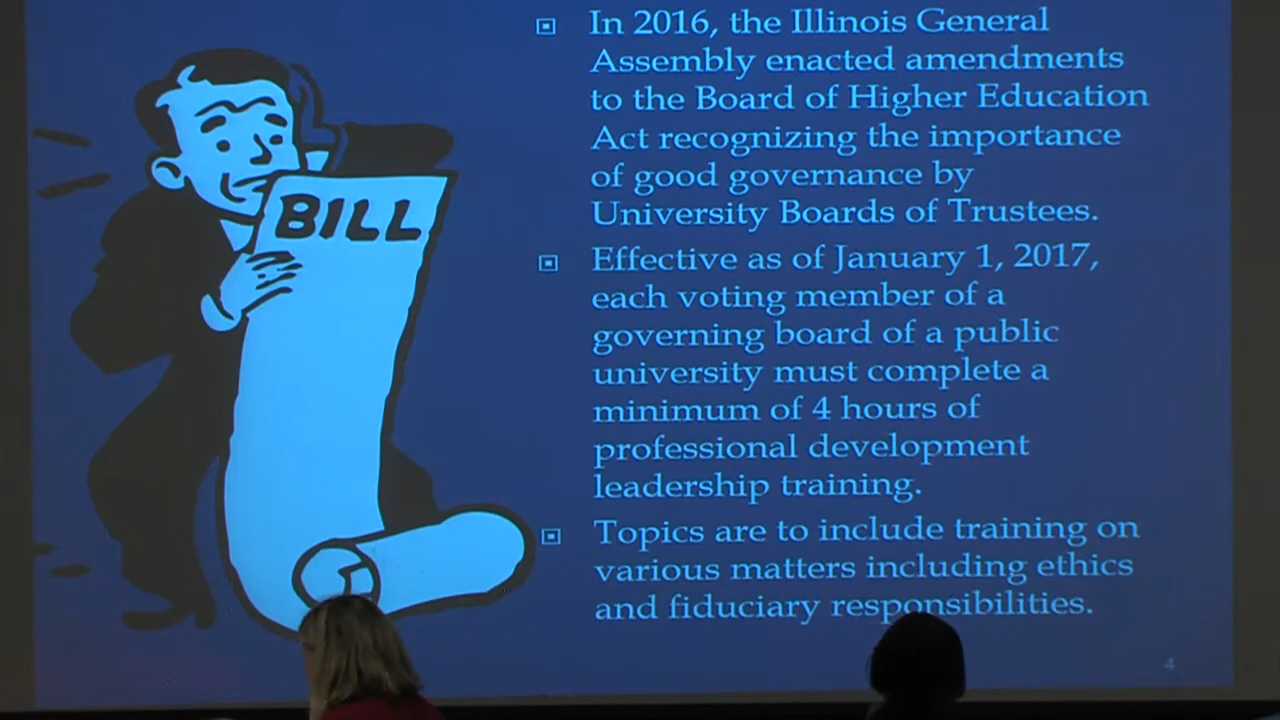 BILL
In 2016, the Illinois General
Assembly enacted amendments
to the Board of Higher Education
Act recognizing the importance
of good governance by
University Boards of Trustees.
Effective as of January 1, 2017,
each voting member of a
governing board of a public
university must complete a
minimum of 4 hours of
professional development
leadership training.
Topics are to include training on
various matters including ethics
and fiduciary responsibilities.
4